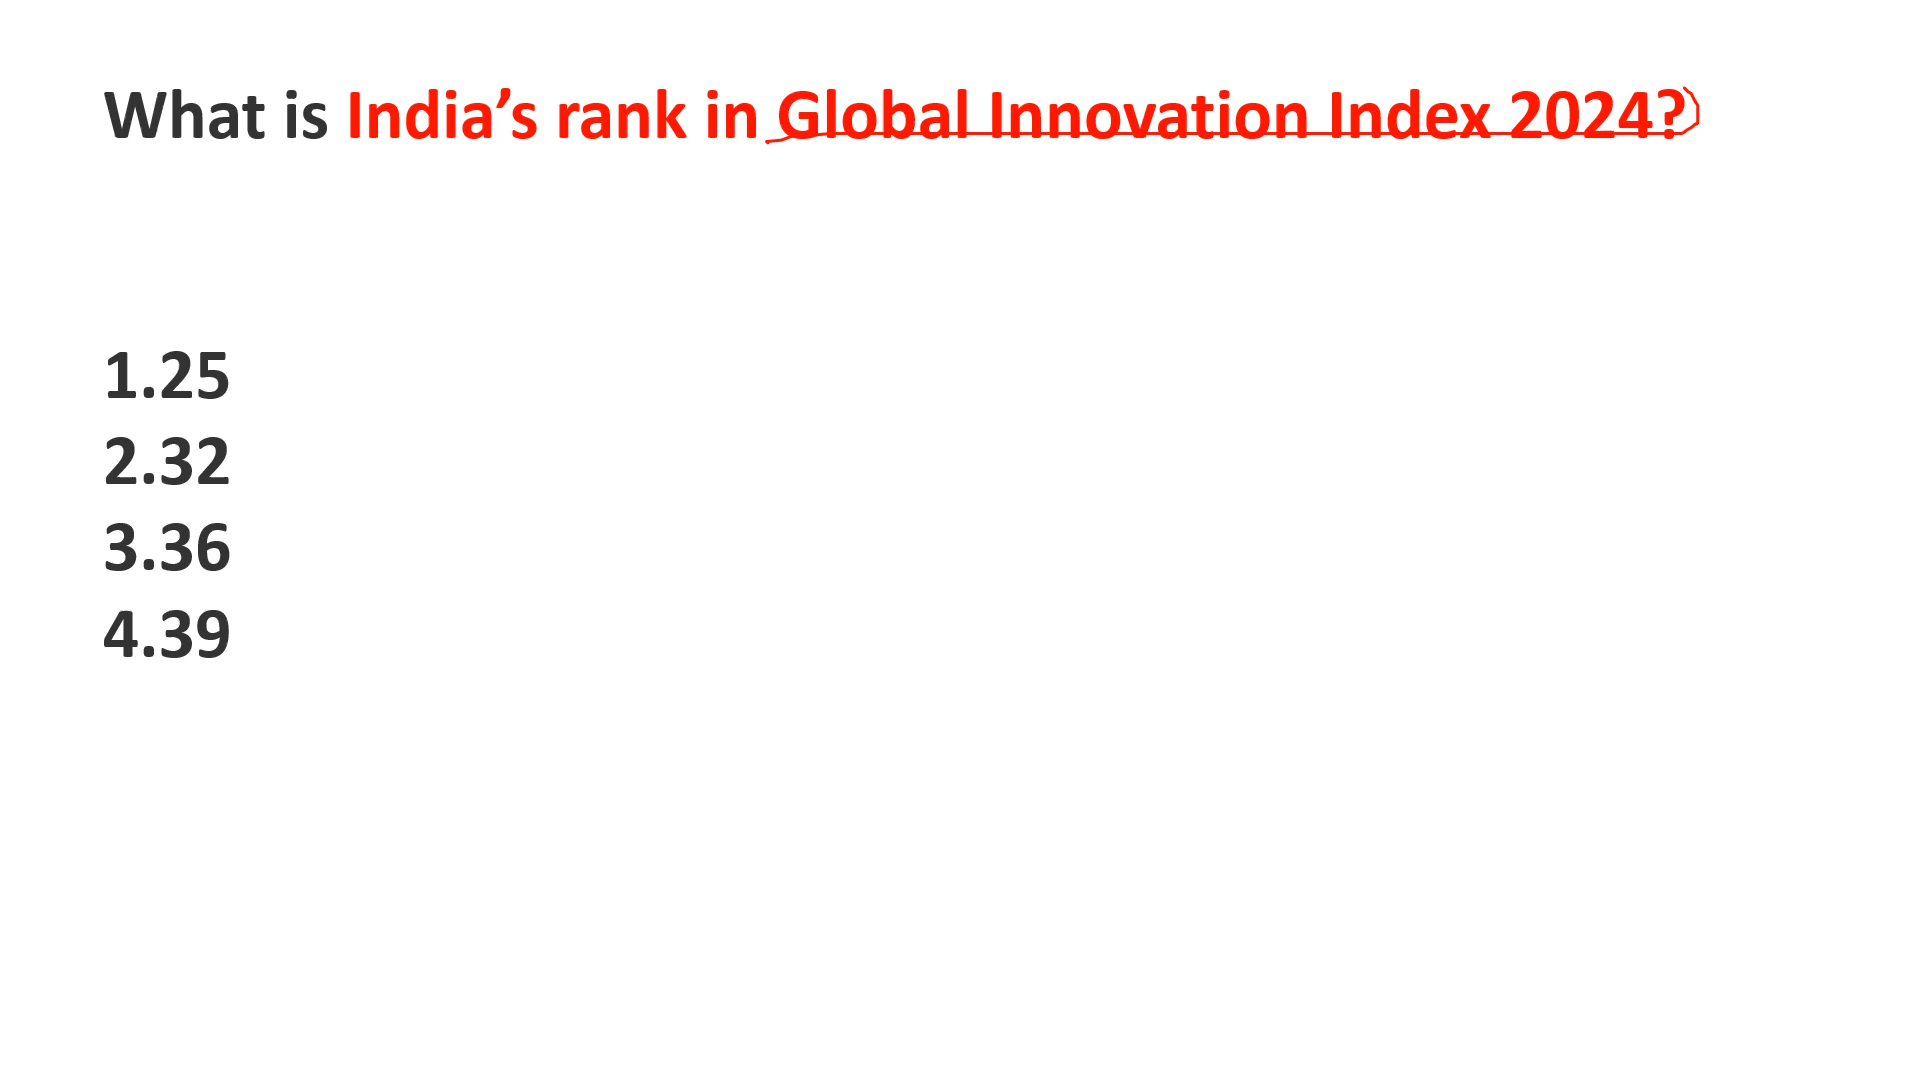 What is India’s rank in Global Innovation Index 2024?
1.25
2.32
3.36
4.39